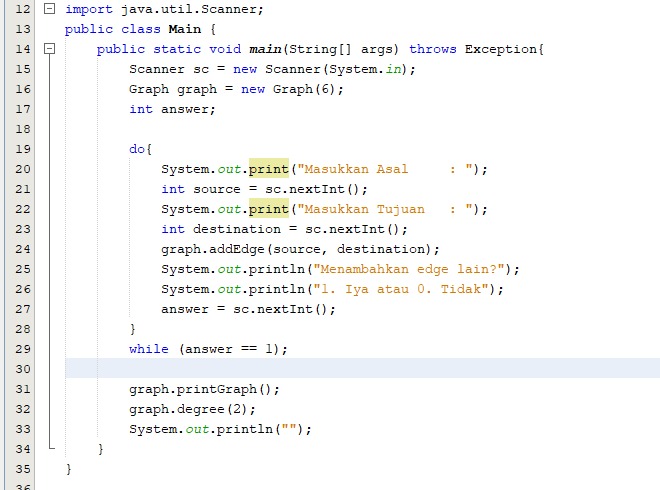 12 import java.util.Scanner;
13 public class Main {
14     public static void main(String[] args) throws Exception{
15         Scanner sc = new Scanner(System.in);
16         Graph graph = new Graph(6);
17         int answer;
18
19         do{
20             System.out.print("Masukkan Asal     : ");
21             int source = sc.nextInt();
22             System.out.print("Masukkan Tujuan   : ");
23             int destination = sc.nextInt();
24             graph.addEdge(source, destination);
25             System.out.println("Menambahkan edge lain?");
26             System.out.println("1. Iya atau 0. Tidak");
27             answer = sc.nextInt();
28         }
29         while (answer == 1);
30
31         graph.printGraph();
32         graph.degree(2);
33         System.out.println("");
34     }
35 }
36